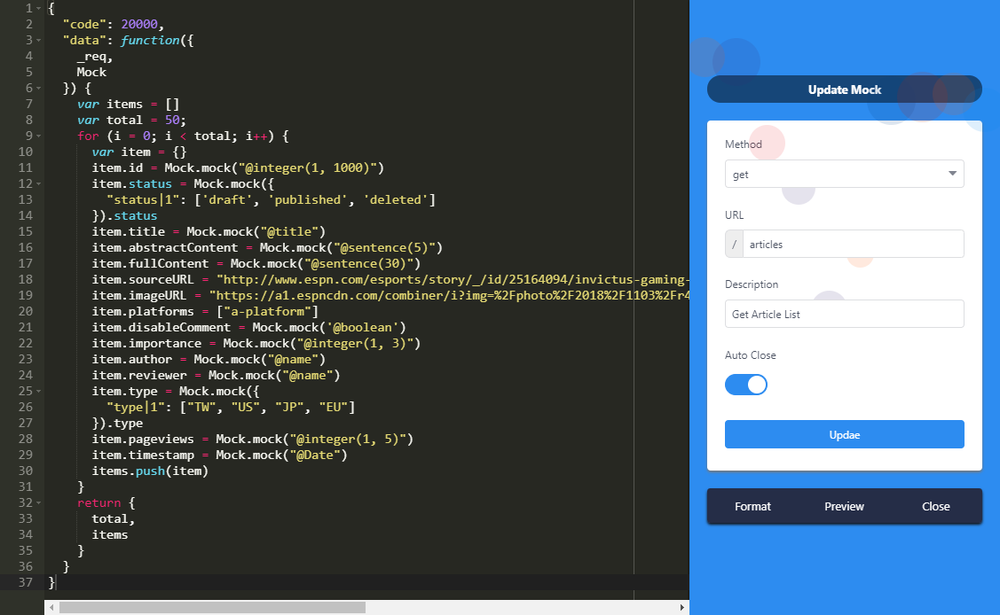 1 {
2 "code": 20000,
3 "data": function({
4 _req,
5 Mock
6 }) {
7 var items = []
8 var total = 50;
9 for (i = 0; i < total; i++) {
10 var item = {}
11 item.id = Mock.mock("@integer(1, 1000)")
12 item.status = Mock.mock({
13 "status|1": ['draft', 'published', 'deleted']
14 }).status
15 item.title = Mock.mock("@title")
16 item.abstractContent = Mock.mock("@sentence(5)")
17 item.fullContent = Mock.mock("@sentence(30)")
18 item.sourceURL = "http://www.espn.com/esports/story/_/id/25164094/invictus-gaming-
19 item.imageURL = "https://a1.espncdn.com/combiner/i?img=%2Fphoto%2F2018%2F1103%2Fr4
20 item.platforms = ["a-platform"]
21 item.disableComment = Mock.mock('@boolean')
22 item.importance = Mock.mock("@integer(1, 3)")
23 item.author = Mock.mock("@name")
24 item.reviewer = Mock.mock("@name")
25 item.type = Mock.mock({
26 "type|1": ["TW", "US", "JP", "EU"]
27 }).type
28 item.pageviews = Mock.mock("@integer(1, 5)")
29 item.timestamp = Mock.mock("@Date")
30 items.push(item)
31 }
32 return {
33 total,
34 items
35 }
36 }
37 }
Update Mock
Method
get
URL
/ articles
Description
Get Article List
Auto Close
Updae
Format Preview Close